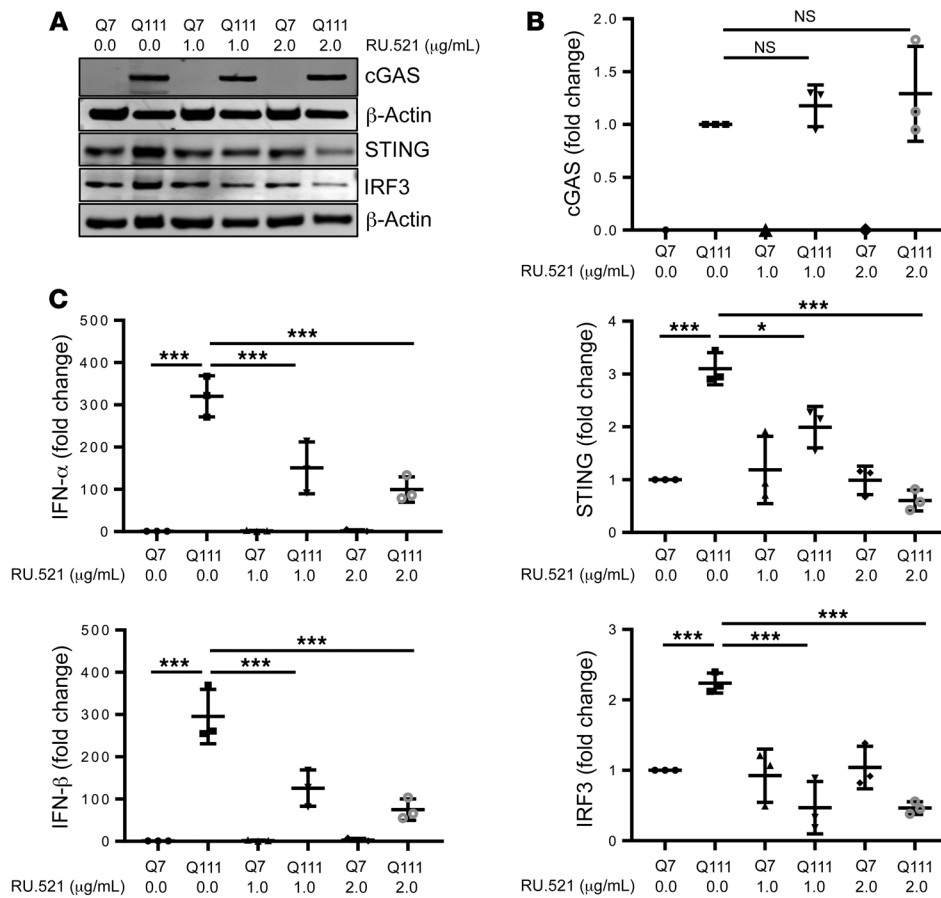 A
Q7 Q111 Q7 Q111 Q7 Q111
0.0 0.0 1.0 1.0 2.0 2.0 RU.521 (μg/mL)
cGAS
β-Actin
STING
IRF3
β-Actin
B
cGAS (fold change)
2.0
1.5
1.0
0.5
0.0
NS
NS
Q7 Q111 Q7 Q111 Q7 Q111
RU.521 (μg/mL) 0.0 0.0 1.0 1.0 2.0 2.0
C
IFN-α (fold change)
500
400
300
200
100
0
***
*** ***
Q7 Q111 Q7 Q111 Q7 Q111
RU.521 (μg/mL) 0.0 0.0 1.0 1.0 2.0 2.0
STING (fold change)
4
3
2
1
0
***
*** *
Q7 Q111 Q7 Q111 Q7 Q111
RU.521 (μg/mL) 0.0 0.0 1.0 1.0 2.0 2.0
IFN-β (fold change)
500
400
300
200
100
0
***
*** ***
Q7 Q111 Q7 Q111 Q7 Q111
RU.521 (μg/mL) 0.0 0.0 1.0 1.0 2.0 2.0
IRF3 (fold change)
3
2
1
0
***
*** ***
Q7 Q111 Q7 Q111 Q7 Q111
RU.521 (μg/mL) 0.0 0.0 1.0 1.0 2.0 2.0